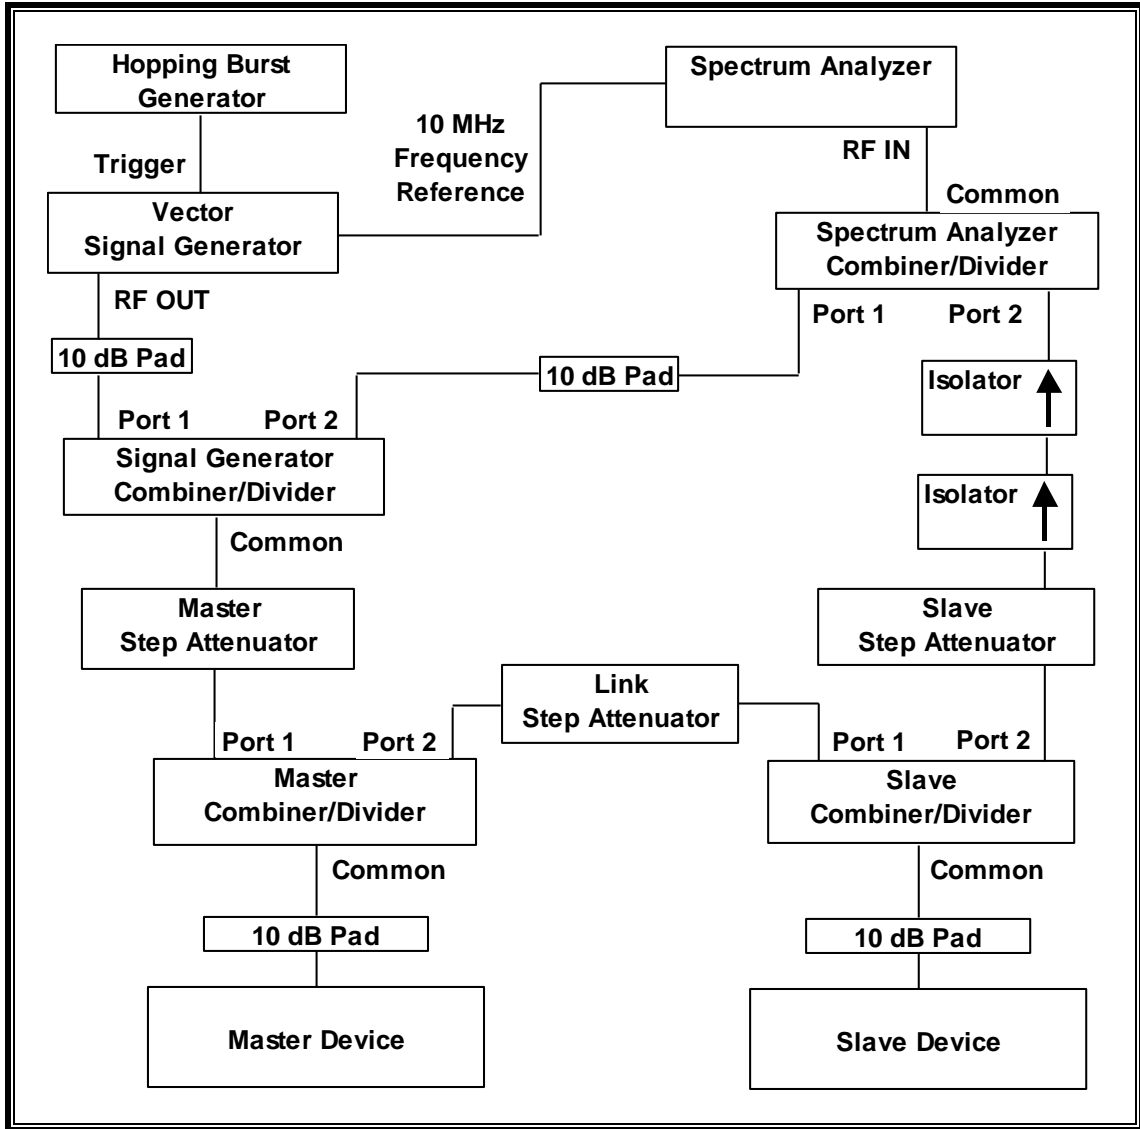 Hopping Burst
Generator
Spectrum Analyzer
10 MHz
Frequency
Reference
Trigger
RF IN
Vector
Signal Generator
Common
Spectrum Analyzer
Combiner/Divider
RF OUT
Port 1
Port 2
10 dB Pad
10 dB Pad
Isolator
Port 1
Port 2
Signal Generator
Combiner/Divider
Isolator
Common
Master
Step Attenuator
Slave
Step Attenuator
Link
Step Attenuator
Port 1
Port 2
Port 1
Port 2
Master
Combiner/Divider
Slave
Combiner/Divider
Common
Common
10 dB Pad
10 dB Pad
Master Device
Slave Device